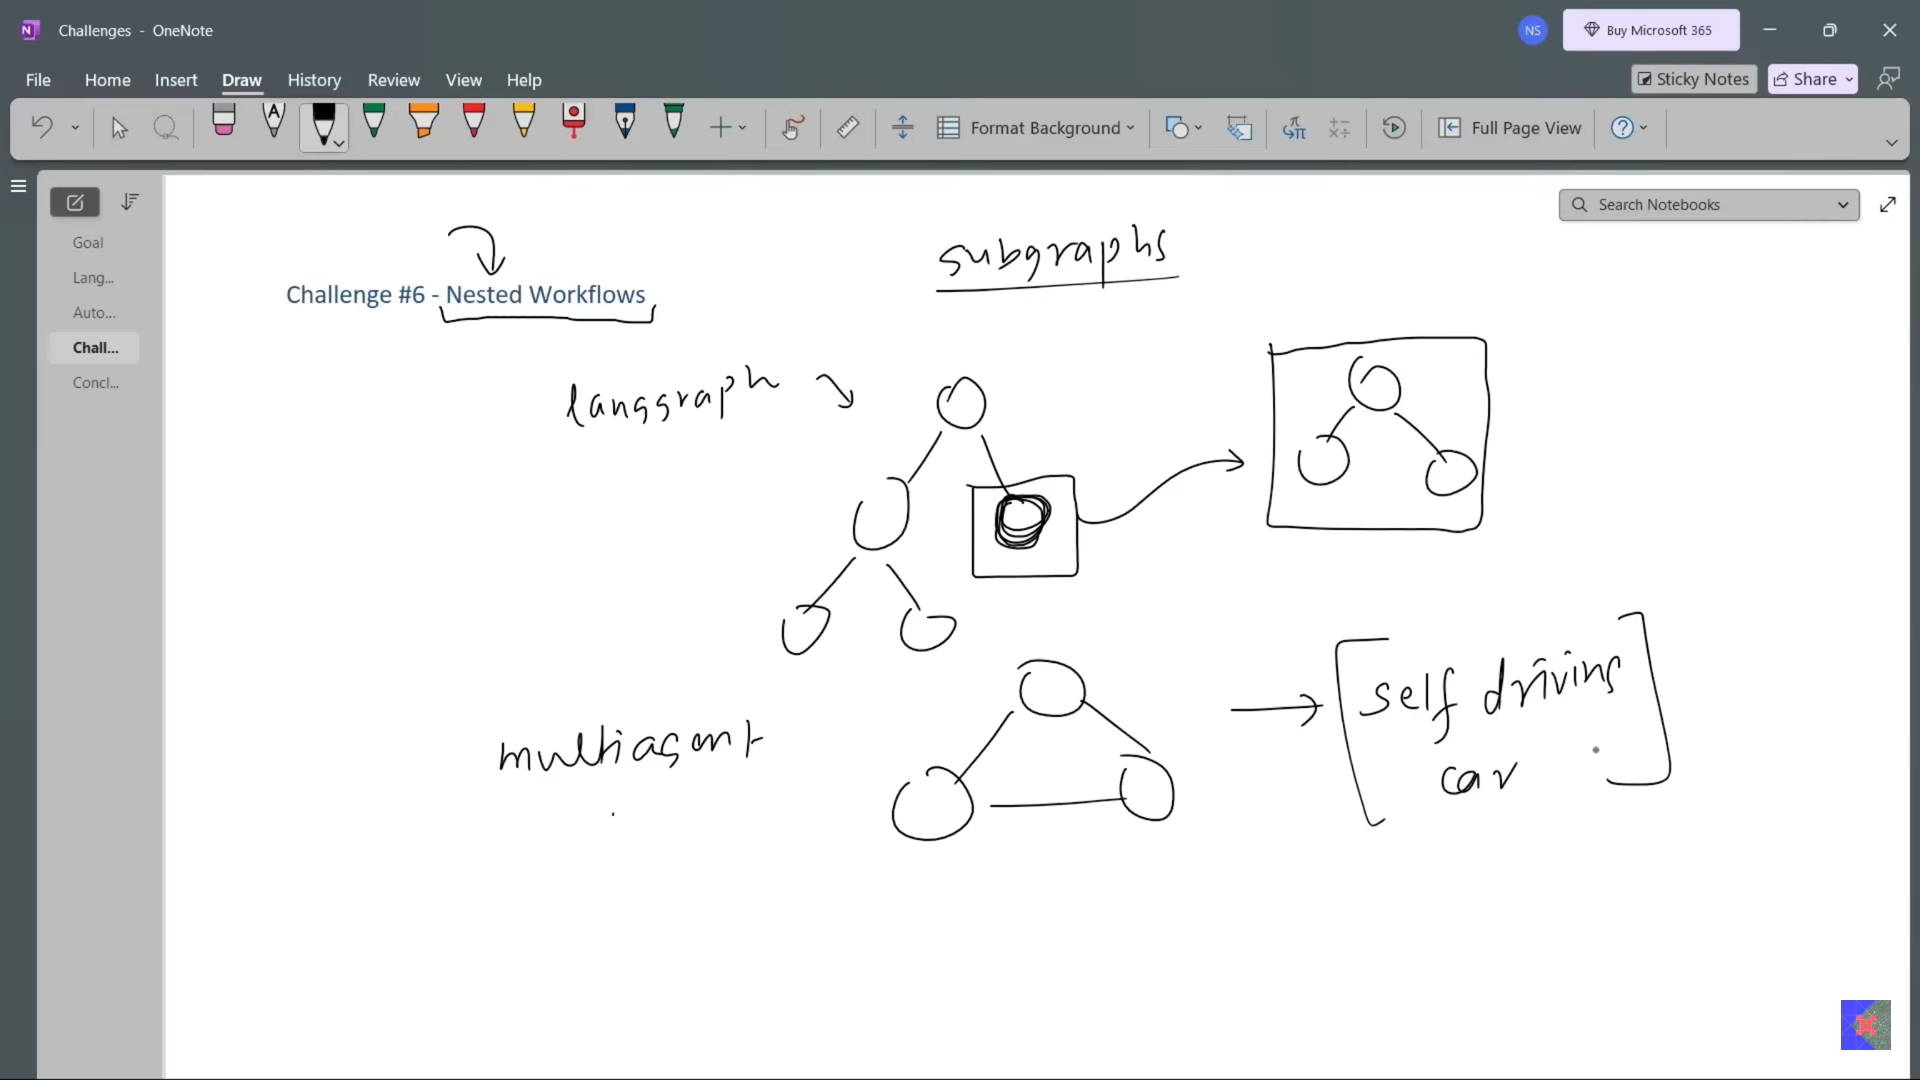 Challenges - OneNote
NS
Buy Microsoft 365
File Home Insert Draw History Review View Help
Sticky Notes
Share
Format Background
Full Page View
Search Notebooks
Goal
Lang...
Auto...
Chall...
Concl...
subgraphs
Challenge #6 - Nested Workflows
langgraph
multiagent
self driving
car